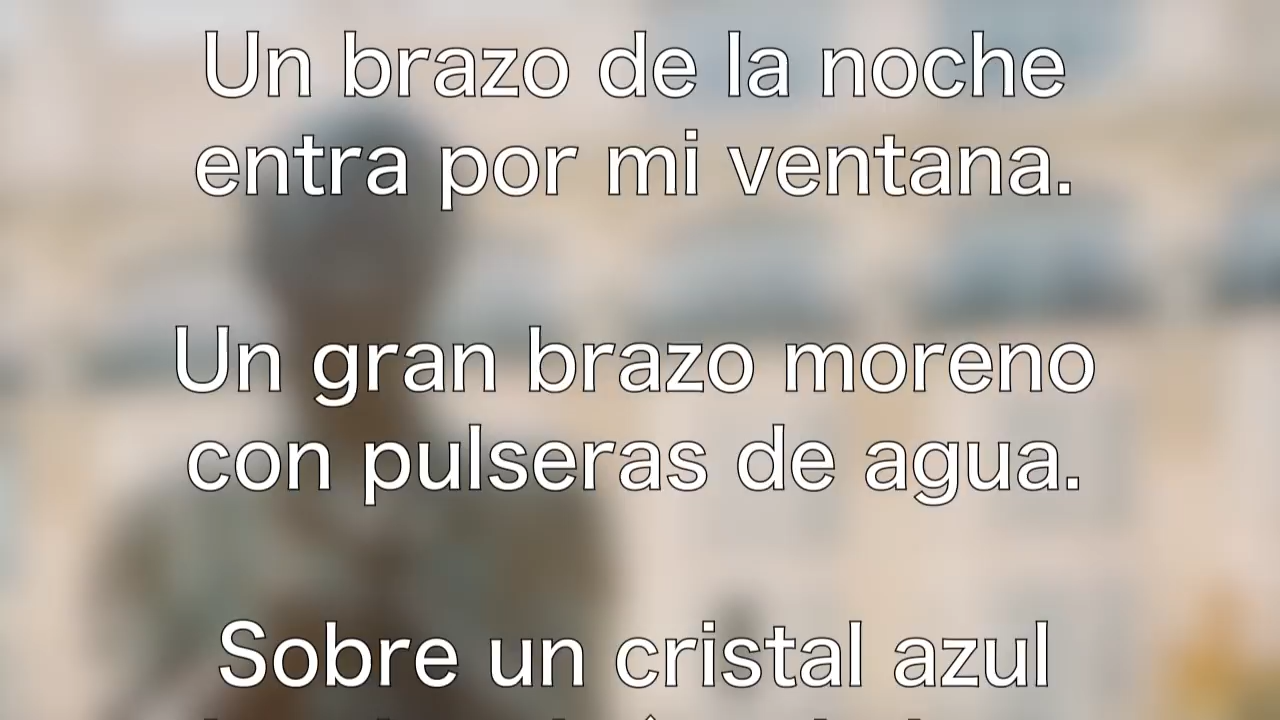 Un brazo de la noche
entra por mi ventana.
Un gran brazo moreno
con pulseras de agua.
Sobre un cristal azul